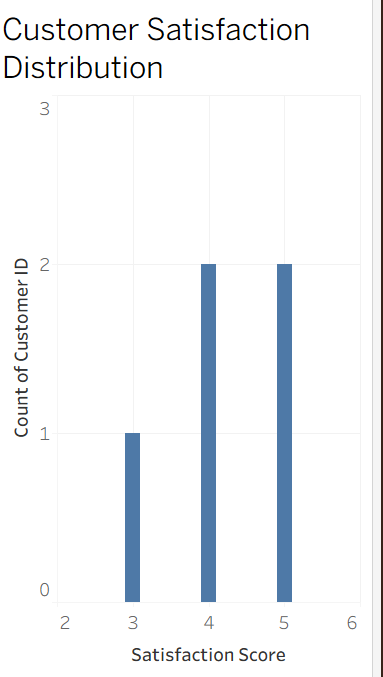 Customer Satisfaction
Distribution
3
2
1
0
Count of Customer ID
2 3 4 5 6
Satisfaction Score